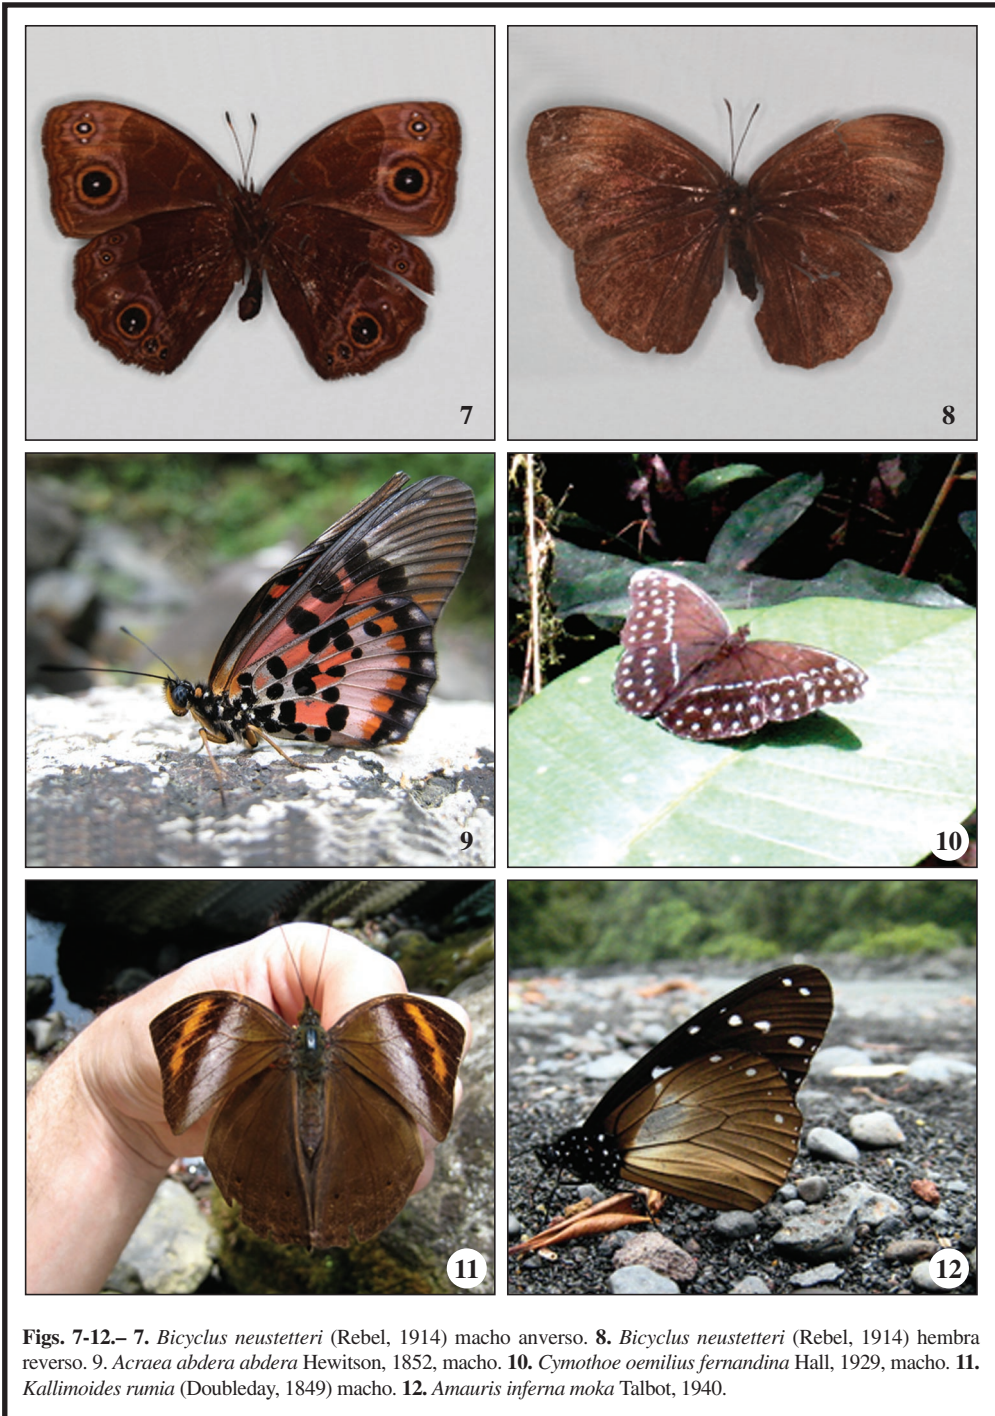 7
8
9
10
11
12
Figs. 7-12.– 7. Bicyclus neustetteri (Rebel, 1914) macho anverso. 8. Bicyclus neustetteri (Rebel, 1914) hembra
reverso. 9. Acraea abdera abdera Hewitson, 1852, macho. 10. Cymothoe oemilius fernandina Hall, 1929, macho. 11.
Kallimoides rumia (Doubleday, 1849) macho. 12. Amauris inferna moka Talbot, 1940.